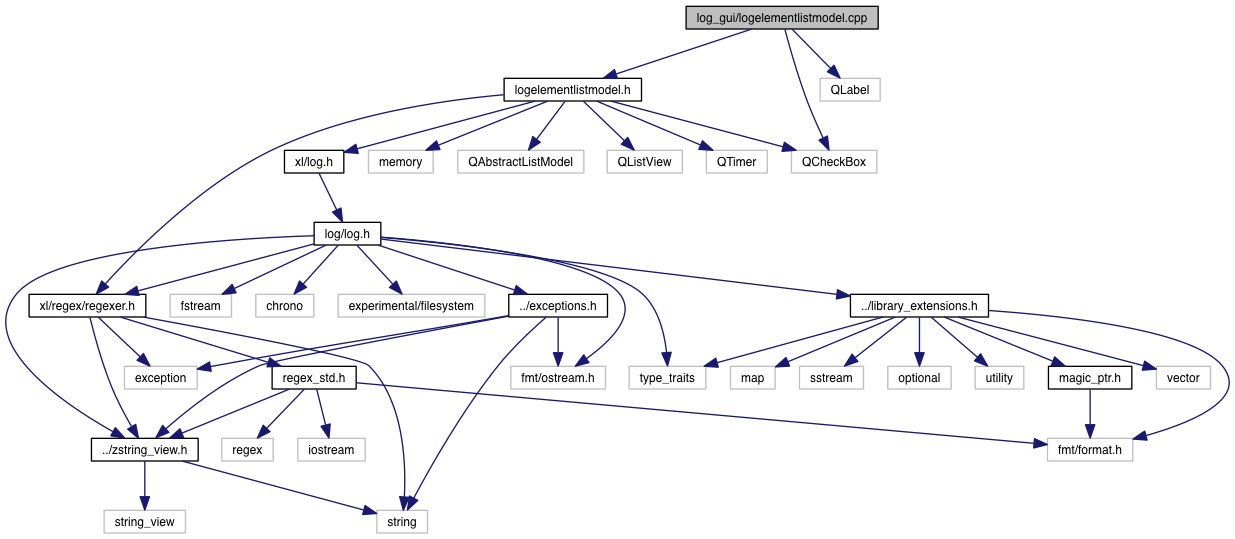 log_gui/logelementlistmodel.cpp
logelementlistmodel.h
QLabel
xl/log.h
memory
QAbstractListModel
QListView
QTimer
QCheckBox
log/log.h
xl/regex/regexer.h
fstream
chrono
experimental/filesystem
../exceptions.h
../library_extensions.h
exception
regex_std.h
fmt/ostream.h
type_traits
map
sstream
optional
utility
magic_ptr.h
vector
../zstring_view.h
regex
iostream
fmt/format.h
string_view
string